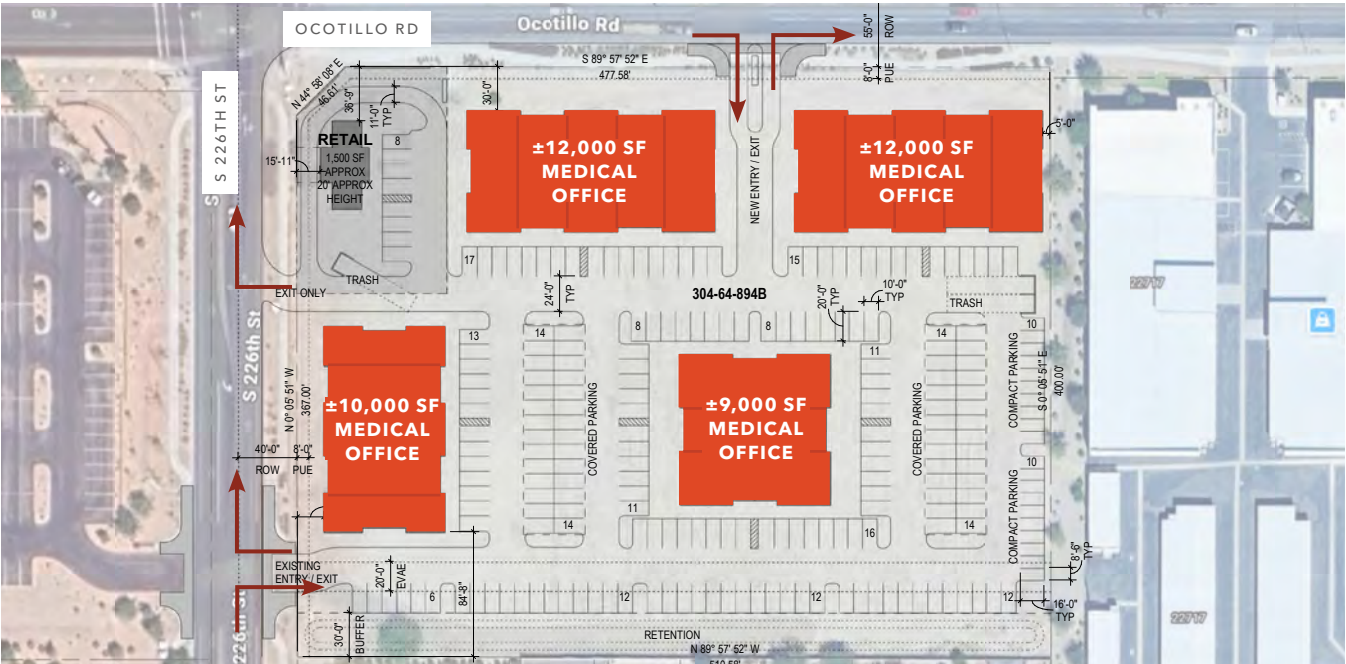 OCOTILLO RD
Ocotillo Rd
S 226TH ST
S 89° 57' 52" E
477.58'
55'-0"
ROW
8'-0"
PUE
N 44° 58' 08" E
46.61'
36'-9"
11'-0"
TYP
30'-0"
5'-0"
RETAIL
1,500 SF
APPROX
20' APPROX
HEIGHT
15'-11"
8
±12,000 SF
MEDICAL
OFFICE
NEW ENTRY / EXIT
±12,000 SF
MEDICAL
OFFICE
S
TRASH
EXIT ONLY
17
15
24'-0"
TYP
304-64-894B
20'-0"
TYP
10'-0"
TYP
TRASH
22717
S 226th St
N 0° 05' 51" W
367.00'
13
14
8
8
11
14
10
±10,000 SF
MEDICAL
OFFICE
COVERED PARKING
±9,000 SF
MEDICAL
OFFICE
COVERED PARKING
COMPACT PARKING
S 0° 05' 51" E
400.00'
40'-0"
ROW
8'-0"
PUE
10
COMPACT PARKING
14
11
16
14
EXISTING
ENTRY / EXIT
20'-0"
EVAE
84'-8"
8'-6"
TYP
6
12
12
12
16'-0"
TYP
226th St
30'-0"
BUFFER
RETENTION
N 89° 57' 52" W
510.58'
22717